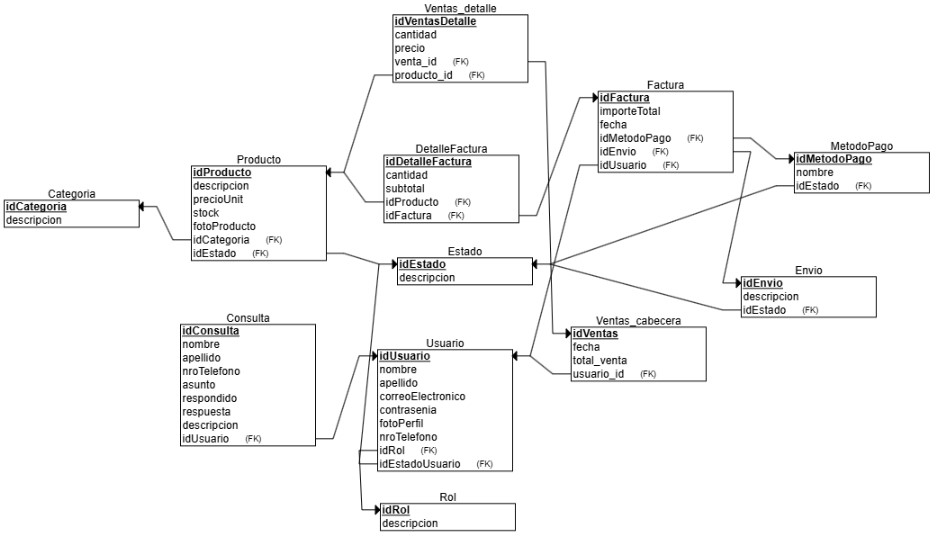 Ventas_detalle
idVentasDetalle
cantidad
precio
venta_id (FK)
producto_id (FK)
Factura
idFactura
importeTotal
fecha
idMetodoPago (FK)
idEnvio (FK)
idUsuario (FK)
MetodoPago
idMetodoPago
nombre
idEstado (FK)
DetalleFactura
idDetalleFactura
cantidad
subtotal
idProducto (FK)
idFactura (FK)
Producto
idProducto
descripcion
precioUnit
stock
fotoProducto
idCategoria (FK)
idEstado (FK)
Categoria
idCategoria
descripcion
Estado
idEstado
descripcion
Envio
idEnvio
descripcion
idEstado (FK)
Consulta
idConsulta
nombre
apellido
nroTelefono
asunto
respondido
respuesta
descripcion
idUsuario (FK)
Usuario
idUsuario
nombre
apellido
correoElectronico
contrasenia
fotoPerfil
nroTelefono
idRol (FK)
idEstadoUsuario (FK)
Ventas_cabecera
idVentas
fecha
total_venta
usuario_id (FK)
Rol
idRol
descripcion